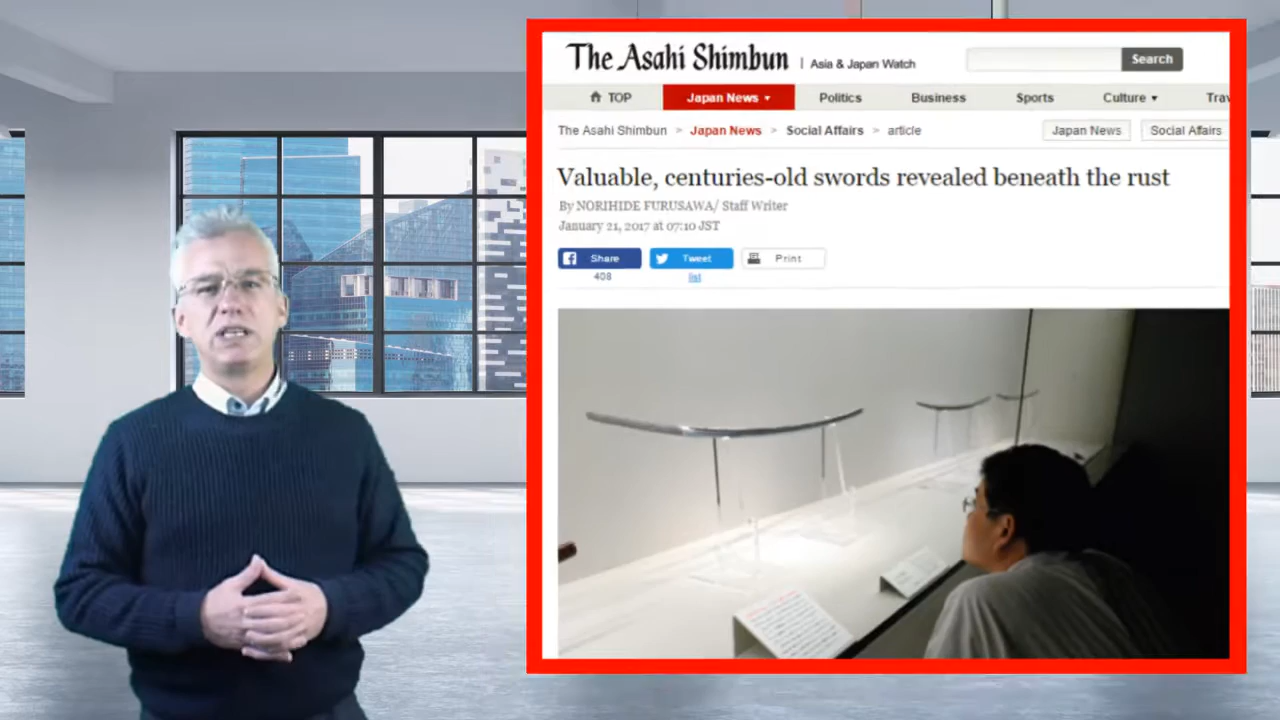 The Asahi Shimbun | Asia & Japan Watch
Search
TOP Japan News Politics Business Sports Culture Trav
The Asahi Shimbun > Japan News > Social Affairs > article
Japan News Social Affairs
Valuable, centuries-old swords revealed beneath the rust
By NORIHIDE FURUSAWA/ Staff Writer
January 21, 2017 at 07:10 JST
Share Tweet Print
408 list